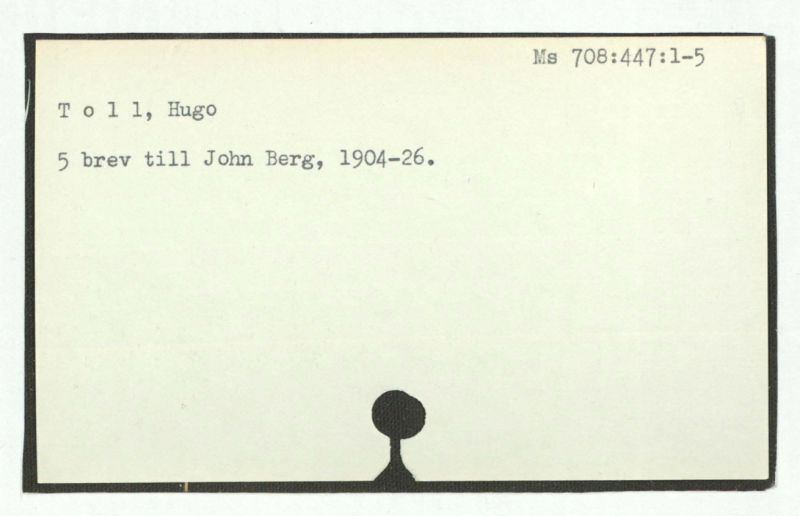 Ms 708:447:1-5
T o l l, Hugo
5 brev till John Berg, 1904-26.